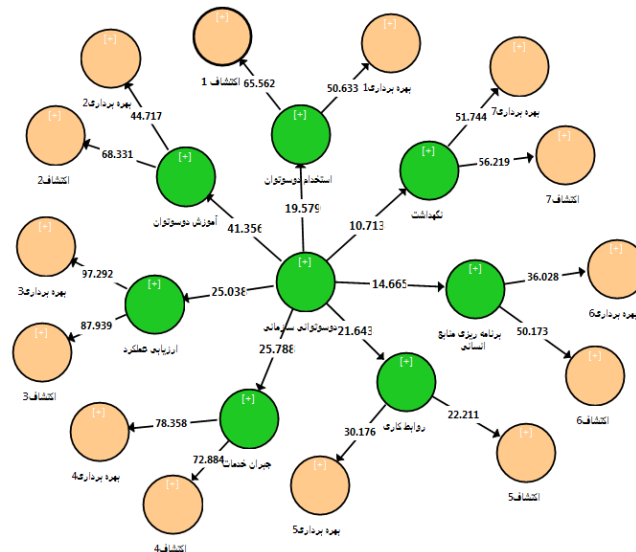 [+]
اکتشاف 1
[+]
بهره برداری1
[+]
بهره برداری2
[+]
بهره برداری7
65.562
50.633
44.717
51.744
[+]
اکتشاف2
68.331
[+]
استخدام دوسوتوان
[+]
آموزش دوسوتوان
[+]
نگهداشت
56.219
[+]
اکتشاف7
41.356
19.579
10.713
[+]
بهره برداری3
97.292
[+]
ارزیابی عملکرد
25.038
[+]
دوسوتوانی سازمانی
14.665
[+]
برنامه ریزی منابع
انسانی
36.028
[+]
بهره برداری6
87.939
[+]
اکتشاف3
25.788
21.643
50.173
[+]
اکتشاف6
[+]
روابط کاری
[+]
بهره برداری4
78.358
[+]
جبران خدمات
30.176
22.211
[+]
اکتشاف5
72.884
[+]
اکتشاف4
[+]
بهره برداری5